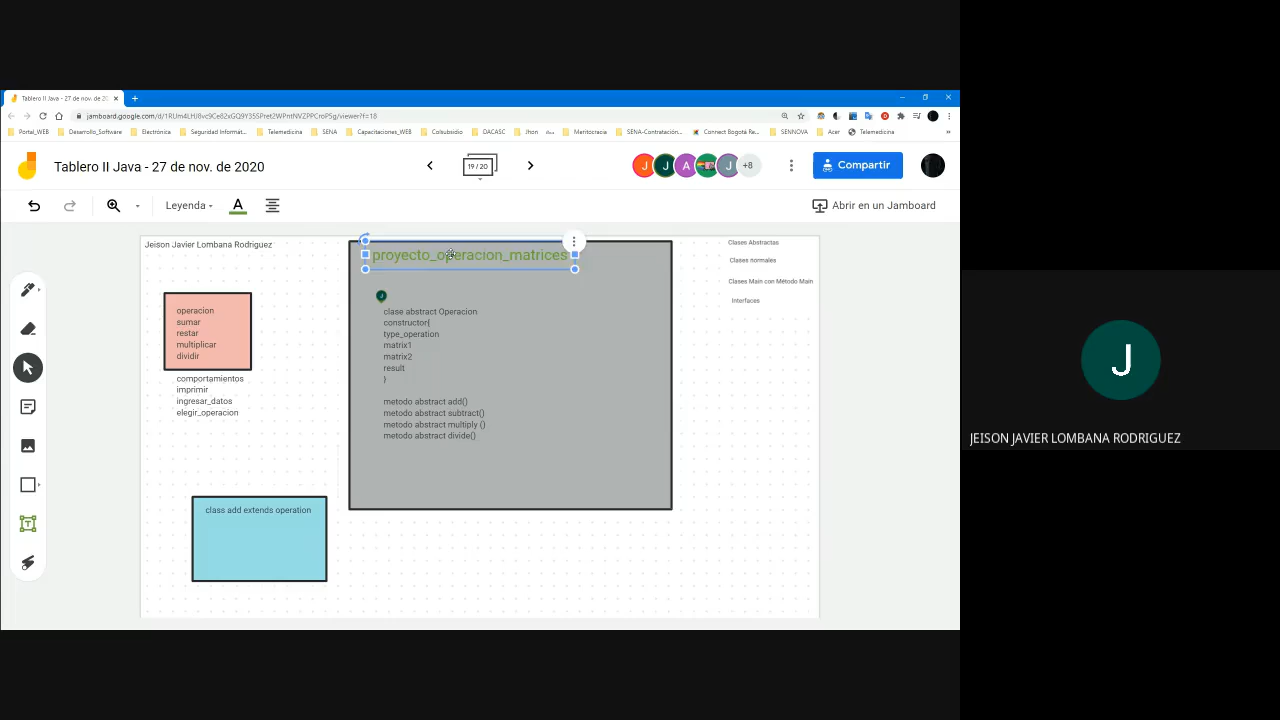 Tablero II Java - 27 de nov. de 20
jamboard.google.com/d/1RUm4LHJ8vc9Ce82xGQ9Y35SPret2WPntNVZPPCroP5g/viewer?f=18
Portal_WEB
Desarrollo_Software
Electrónica
Seguridad Informát...
Telemedicina
SENA
Capacitaciones_WEB
Colsubsidio
OACASC
Jhon
Meritocracia
SENA-Contratación...
Connect Bogotá Re...
SENNOVA
Acer
Telemedicina
Tablero II Java - 27 de nov. de 2020
19 / 20
J
J
A
J
+8
Compartir
Leyenda
A
Abrir en un Jamboard
Jeison Javier Lombana Rodriguez
operacion
sumar
restar
multiplicar
dividir
comportamientos
imprimir
ingresar_datos
elegir_operacion
class add extends operation
proyecto_operacion_matrices
J
clase abstract Operacion
constructor{
type_operation
matrix1
matrix2
result
}
metodo abstract add()
metodo abstract subtract()
metodo abstract multiply ()
metodo abstract divide()
Clases Abstractas
Clases normales
Clases Main con Método Main
Interfaces
J
JEISON JAVIER LOMBANA RODRIGUEZ